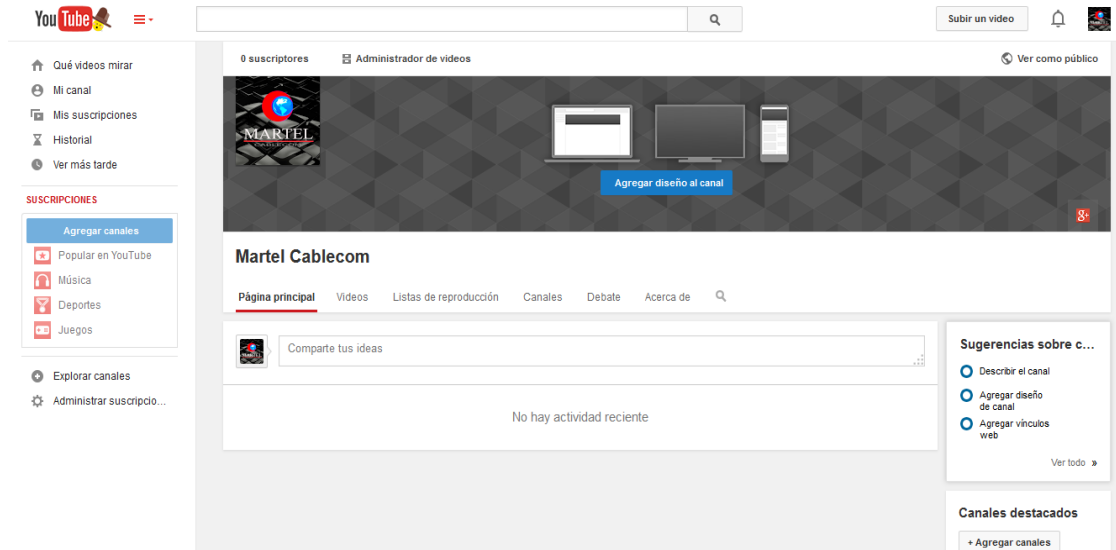 You Tube
Subir un video
Qué videos mirar
Mi canal
Mis suscripciones
Historial
Ver más tarde
SUSCRIPCIONES
Agregar canales
Popular en YouTube
Música
Deportes
Juegos
Explorar canales
Administrar suscripcio...
0 suscriptores
Administrador de videos
Ver como público
MARTEL
CABLECOM
Agregar diseño al canal
g+
Martel Cablecom
Página principal
Videos
Listas de reproducción
Canales
Debate
Acerca de
Comparte tus ideas
No hay actividad reciente
Sugerencias sobre c...
Describir el canal
Agregar diseño
de canal
Agregar vínculos
web
Ver todo »
Canales destacados
+ Agregar canales